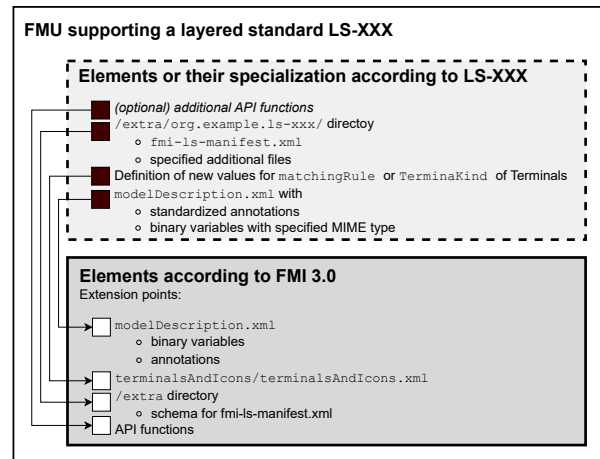 FMU supporting a layered standard LS-XXX
Elements or their specialization according to LS-XXX
(optional) additional API functions
/extra/org.example.ls-xxx/ directoy
fmi-ls-manifest.xml
specified additional files
Definition of new values for matchingRule or TerminaKind of Terminals
modelDescription.xml with
standardized annotations
binary variables with specified MIME type
Elements according to FMI 3.0
Extension points:
modelDescription.xml
binary variables
annotations
terminalsAndIcons/terminalsAndIcons.xml
/extra directory
schema for fmi-ls-manifest.xml
API functions